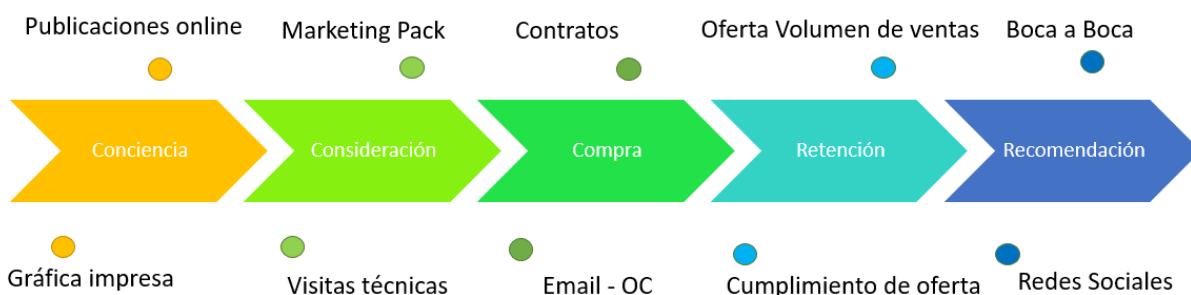 Publicaciones online
Marketing Pack
Contratos
Oferta Volumen de ventas
Boca a Boca
Conciencia
Consideración
Compra
Retención
Recomendación
Gráfica impresa
Visitas técnicas
Email - OC
Cumplimiento de oferta
Redes Sociales